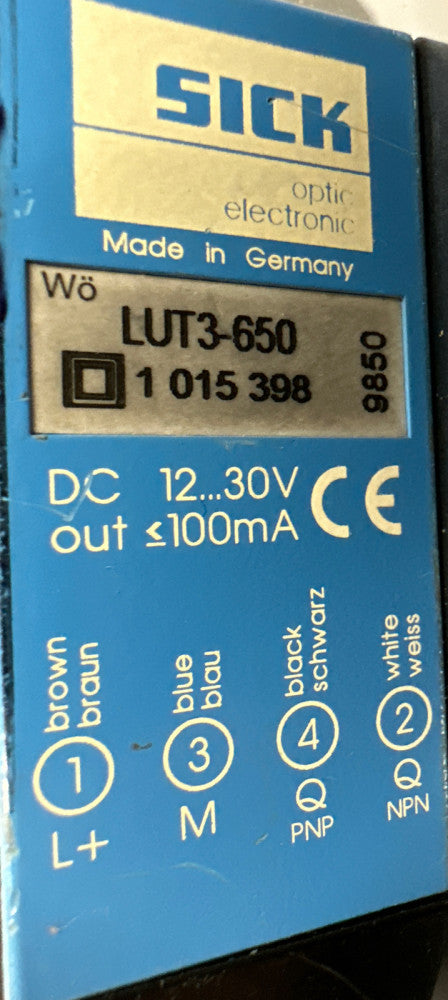 SICK
optic
electronic
Made in Germany
Wö
LUT3-650
1 015 398
9850
DC 12...30V
out ≤100mA
CE
brown
braun
1
L+
blue
blau
3
M
black
schwarz
4
Q
PNP
white
weiss
2
Q
NPN